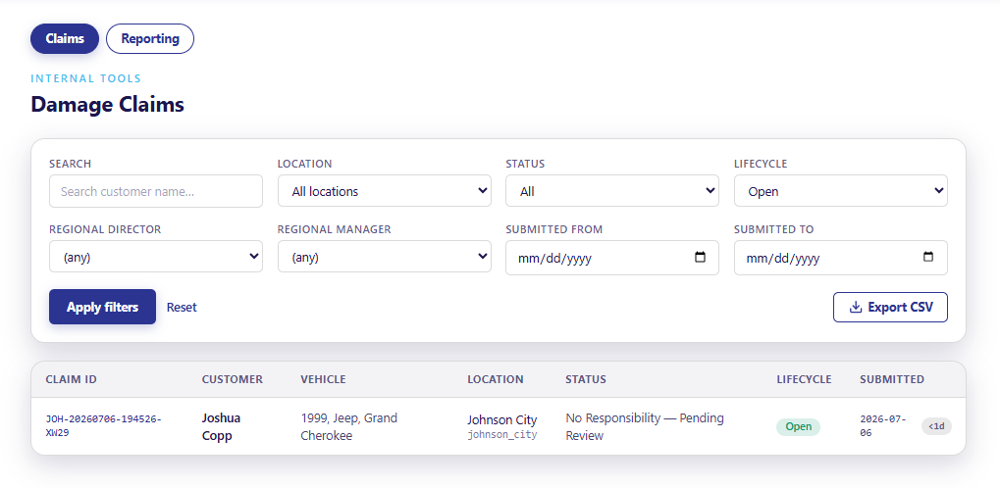 Claims Reporting
INTERNAL TOOLS
Damage Claims
SEARCH LOCATION STATUS LIFECYCLE
Search customer name... All locations All Open
REGIONAL DIRECTOR REGIONAL MANAGER SUBMITTED FROM SUBMITTED TO
(any) (any) mm/dd/yyyy mm/dd/yyyy
Apply filters Reset Export CSV
CLAIM ID CUSTOMER VEHICLE LOCATION STATUS LIFECYCLE SUBMITTED
JOH-20260706-194526-
XW29
Joshua
Copp
1999, Jeep, Grand
Cherokee
Johnson City
johnson_city
No Responsibility — Pending
Review
Open
2026-07-
06
<1d